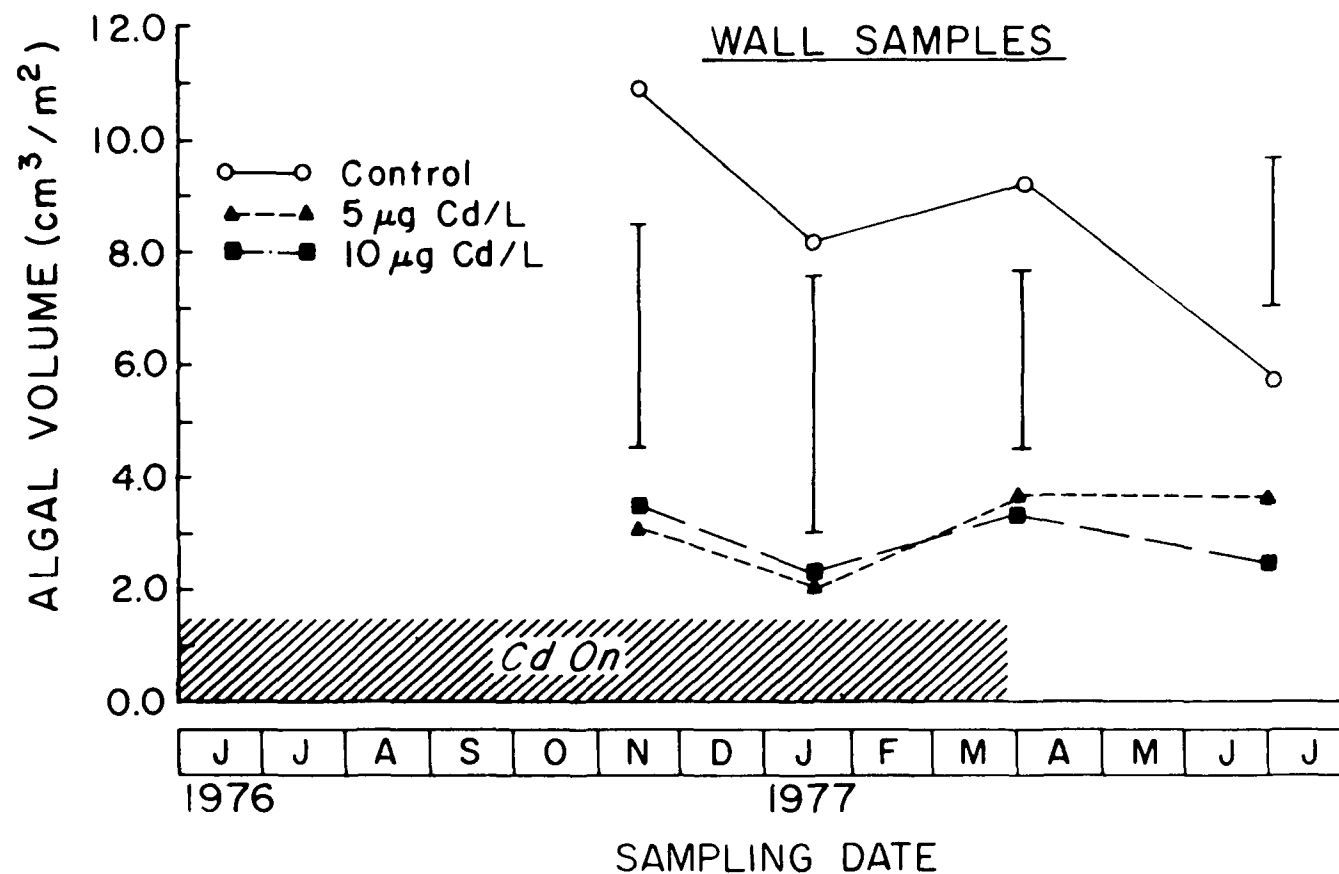 WALL SAMPLES
ALGAL VOLUME (cm³/m²)
12.0
10.0
8.0
6.0
4.0
2.0
0.0
Control
5 µg Cd/L
10 µg Cd/L
Cd On
J J A S O N D J F M A M J J
1976 1977
SAMPLING DATE